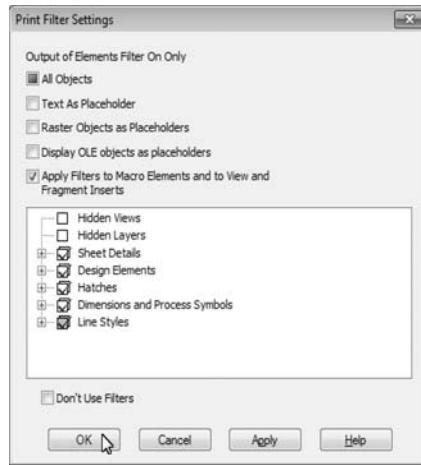 Print Filter Settings
Output of Elements Filter On Only
All Objects
Text As Placeholder
Raster Objects as Placeholders
Display OLE objects as placeholders
Apply Filters to Macro Elements and to View and
Fragment Inserts
Hidden Views
Hidden Layers
Sheet Details
Design Elements
Hatches
Dimensions and Process Symbols
Line Styles
Don't Use Filters
OK Cancel Apply Help